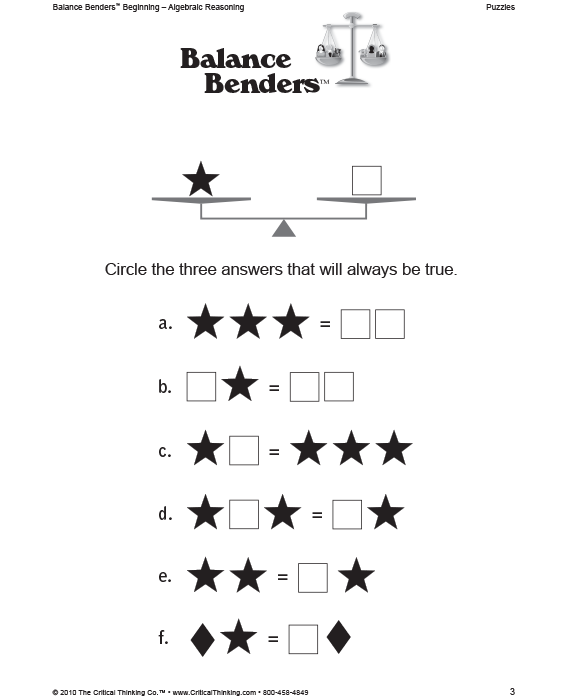 Balance Benders™ Beginning – Algebraic Reasoning
Puzzles
Balance
Benders™
Circle the three answers that will always be true.
a. =
b. =
c. =
d. =
e. =
f. =
© 2010 The Critical Thinking Co.™ • www.CriticalThinking.com • 800-458-4849
3